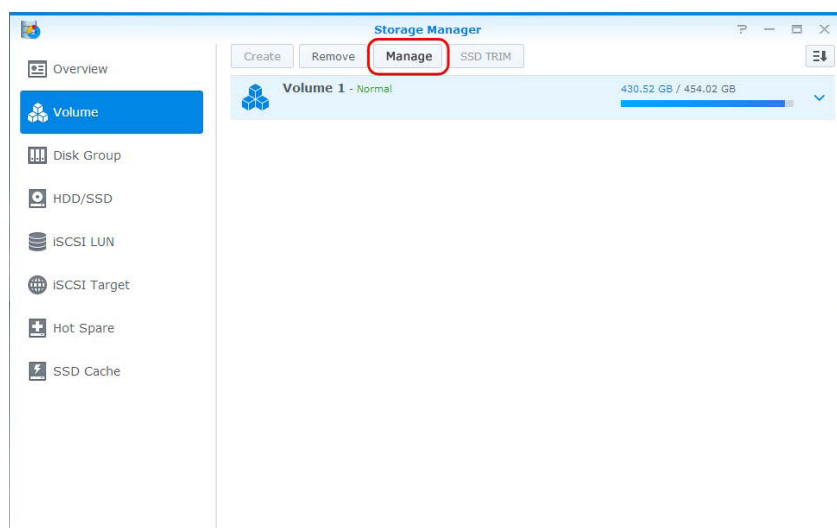 Storage Manager
Overview
Volume
Disk Group
HDD/SSD
iSCSI LUN
iSCSI Target
Hot Spare
SSD Cache
Create Remove Manage SSD TRIM
Volume 1 - Normal 430.52 GB / 454.02 GB